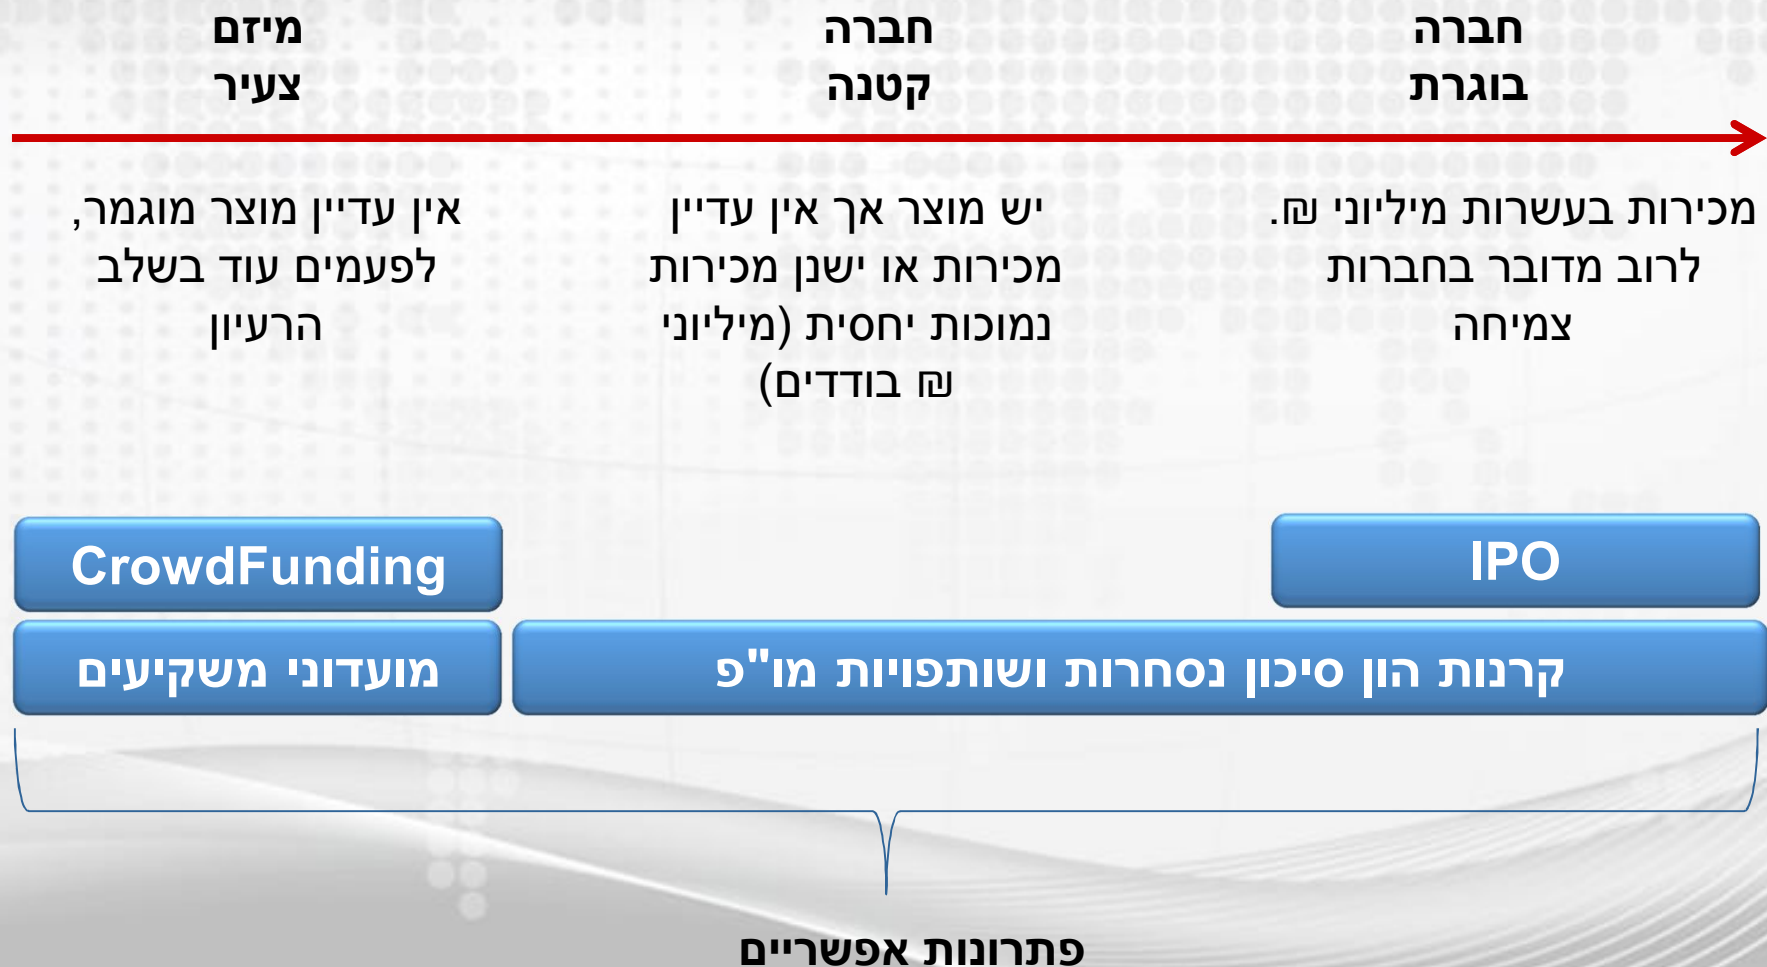 מיזם
צעיר
חברה
קטנה
חברה
בוגרת
אין עדיין מוצר מוגמר,
לפעמים עוד בשלב
הרעיון
יש מוצר אך אין עדיין
מכירות או ישנן מכירות
נמוכות יחסית (מיליוני
₪ בודדים)
מכירות בעשרות מיליוני ₪.
לרוב מדובר בחברות
צמיחה
CrowdFunding
IPO
מועדוני משקיעים
קרנות הון סיכון נסחרות ושותפויות מו"פ
פתרונות אפשריים